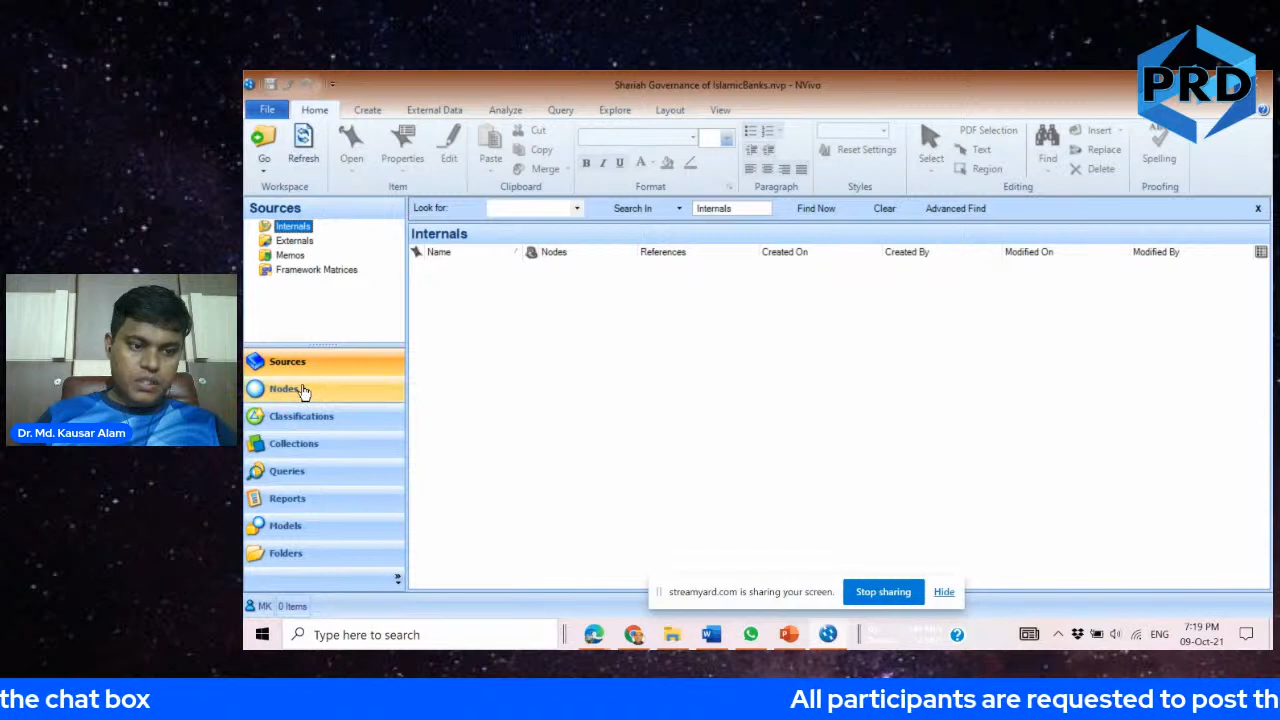 PRD
Shariah Governance of IslamicBanks.nvp - NVivo
File Home Create External Data Analyze Query Explore Layout View
Go Refresh Open Properties Edit Paste Cut Copy Merge
B I U A
Reset Settings
Select PDF Selection Text Region Find Insert Replace Delete Spelling
Workspace Item Clipboard Format Paragraph Styles Editing Proofing
Sources
Look for: Search In Internals Find Now Clear Advanced Find x
Internals
Externals
Memos
Framework Matrices
Internals
Name Nodes References Created On Created By Modified On Modified By
Sources
Nodes
Classifications
Collections
Queries
Reports
Models
Folders
Dr. Md. Kausar Alam
streamyard.com is sharing your screen. Stop sharing Hide
MK 0 Items
Type here to search
ENG 7:19 PM
09-Oct-21
the chat box All participants are requested to post th